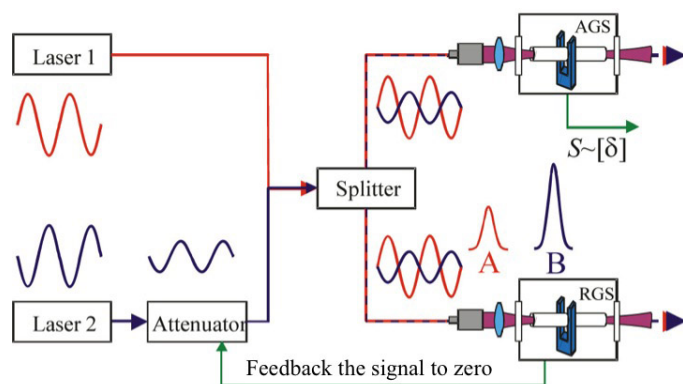 Laser 1
AGS
S~[δ]
Splitter
A
B
RGS
Laser 2
Attenuator
Feedback the signal to zero